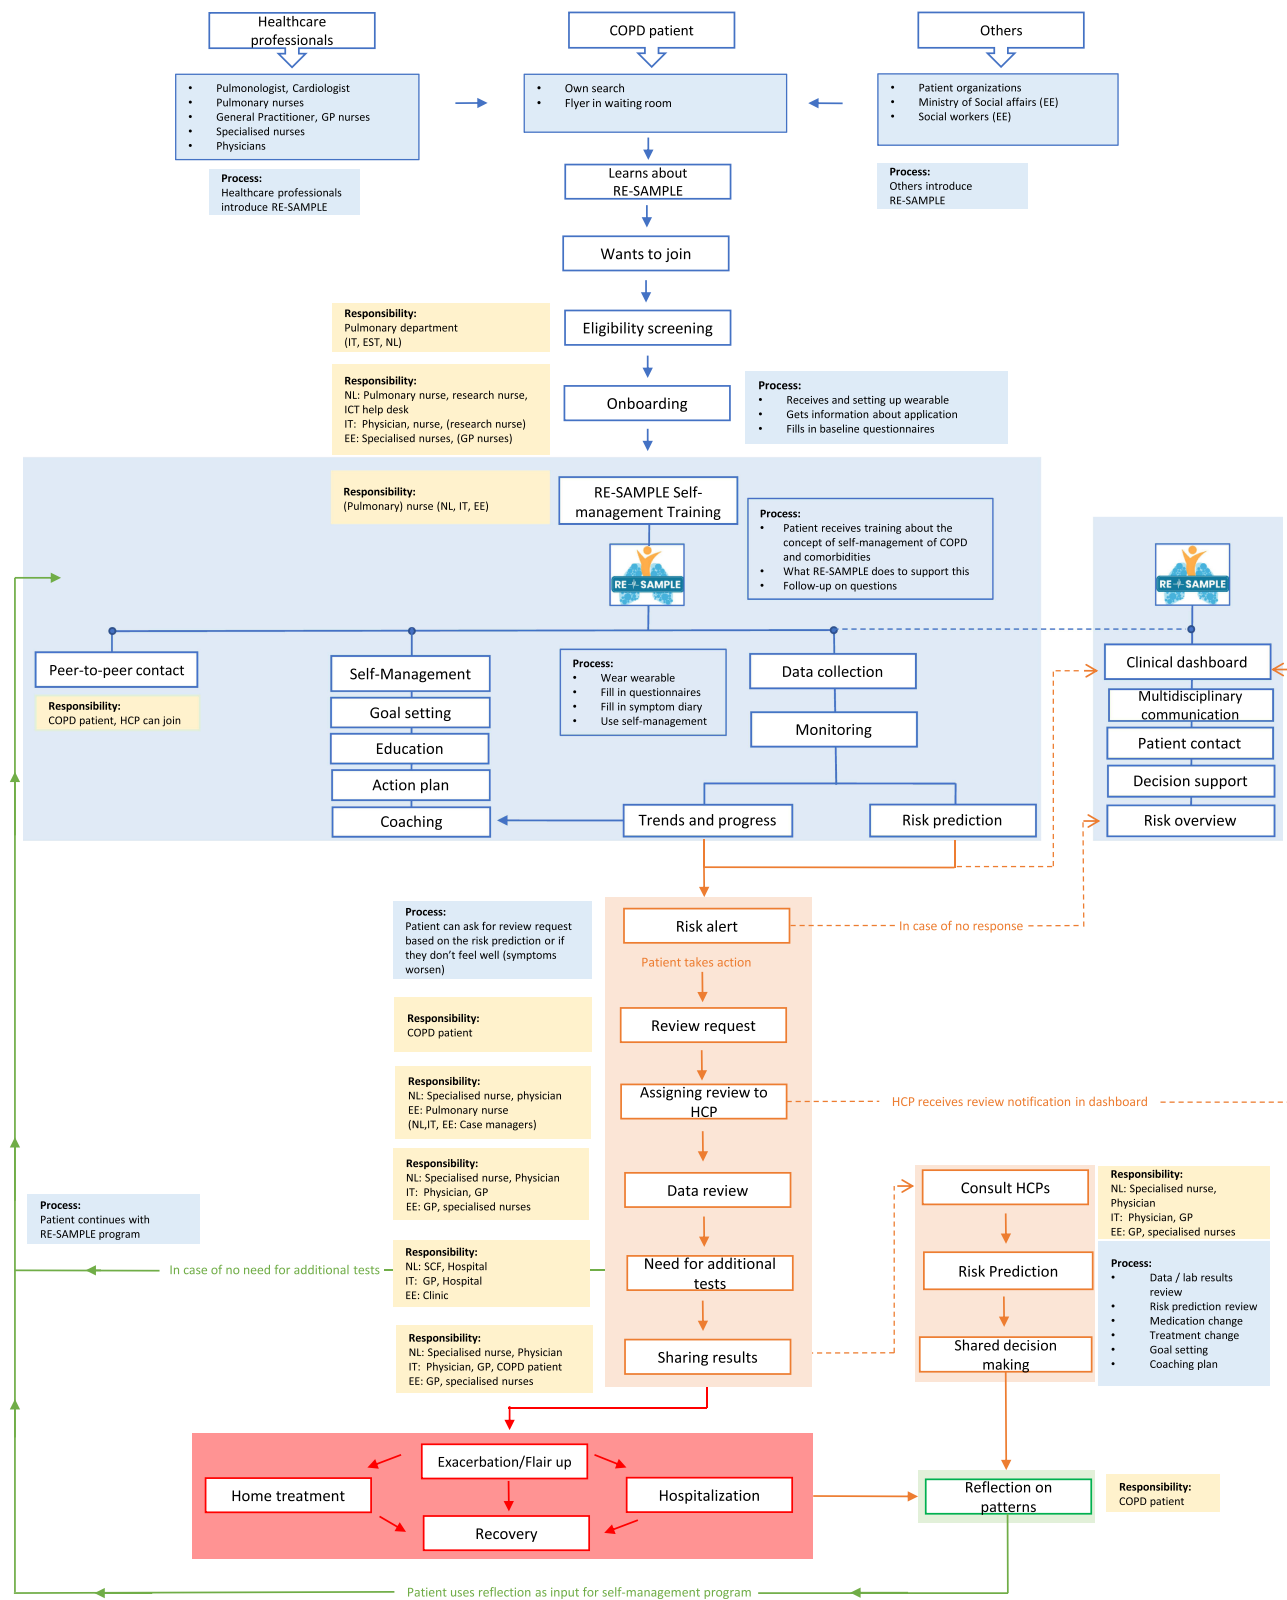 Healthcare
professionals
COPD patient
Others
• Pulmonologist, Cardiologist
• Pulmonary nurses
• General Practitioner, GP nurses
• Specialised nurses
• Physicians
• Own search
• Flyer in waiting room
• Patient organizations
• Ministry of Social affairs (EE)
• Social workers (EE)
Process:
Healthcare professionals
introduce RE-SAMPLE
Learns about
RE-SAMPLE
Process:
Others introduce
RE-SAMPLE
Wants to join
Responsibility:
Pulmonary department
(IT, EST, NL)
Eligibility screening
Responsibility:
NL: Pulmonary nurse, research nurse,
ICT help desk
IT: Physician, nurse, (research nurse)
EE: Specialised nurses, (GP nurses)
Onboarding
Process:
• Receives and setting up wearable
• Gets information about application
• Fills in baseline questionnaires
Responsibility:
(Pulmonary) nurse (NL, IT, EE)
RE-SAMPLE Self-
management Training
Process:
• Patient receives training about the
concept of self-management of COPD
and comorbidities
• What RE-SAMPLE does to support this
• Follow-up on questions
RE-SAMPLE
RE-SAMPLE
Peer-to-peer contact
Responsibility:
COPD patient, HCP can join
Self-Management
Goal setting
Education
Action plan
Coaching
Process:
• Wear wearable
• Fill in questionnaires
• Fill in symptom diary
• Use self-management
Data collection
Monitoring
Trends and progress
Risk prediction
Clinical dashboard
Multidisciplinary
communication
Patient contact
Decision support
Risk overview
Process:
Patient can ask for review request
based on the risk prediction or if
they don't feel well (symptoms
worsen)
Risk alert
In case of no response
Patient takes action
Responsibility:
COPD patient
Review request
Responsibility:
NL: Specialised nurse, physician
EE: Pulmonary nurse
(NL,IT, EE: Case managers)
Assigning review to
HCP
HCP receives review notification in dashboard
Responsibility:
NL: Specialised nurse, Physician
IT: Physician, GP
EE: GP, specialised nurses
Data review
Consult HCPs
Responsibility:
NL: Specialised nurse,
Physician
IT: Physician, GP
EE: GP, specialised nurses
Process:
Patient continues with
RE-SAMPLE program
In case of no need for additional tests
Responsibility:
NL: SCF, Hospital
IT: GP, Hospital
EE: Clinic
Need for additional
tests
Risk Prediction
Process:
• Data / lab results
review
• Risk prediction review
• Medication change
• Treatment change
• Goal setting
• Coaching plan
Responsibility:
NL: Specialised nurse, Physician
IT: Physician, GP, COPD patient
EE: GP, specialised nurses
Sharing results
Shared decision
making
Exacerbation/Flair up
Home treatment
Hospitalization
Recovery
Reflection on
patterns
Responsibility:
COPD patient
Patient uses reflection as input for self-management program